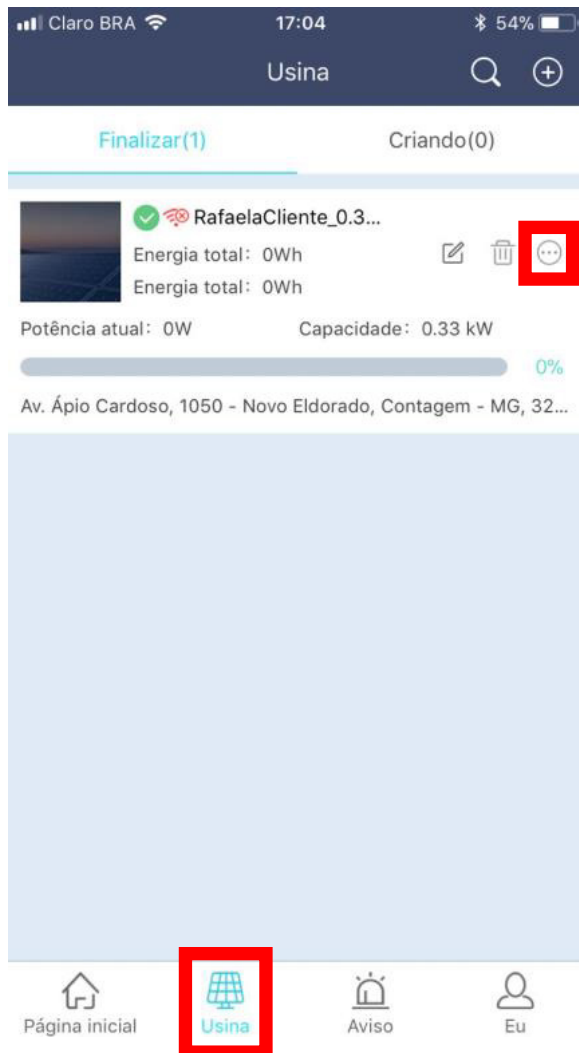 Claro BRA 17:04 54%
Usina
Finalizar(1) Criando(0)
RafaelaCliente_0.3...
Energia total: 0Wh
Energia total: 0Wh
Potência atual: 0W Capacidade: 0.33 kW
0%
Av. Ápio Cardoso, 1050 - Novo Eldorado, Contagem - MG, 32...
Página inicial Usina Aviso Eu